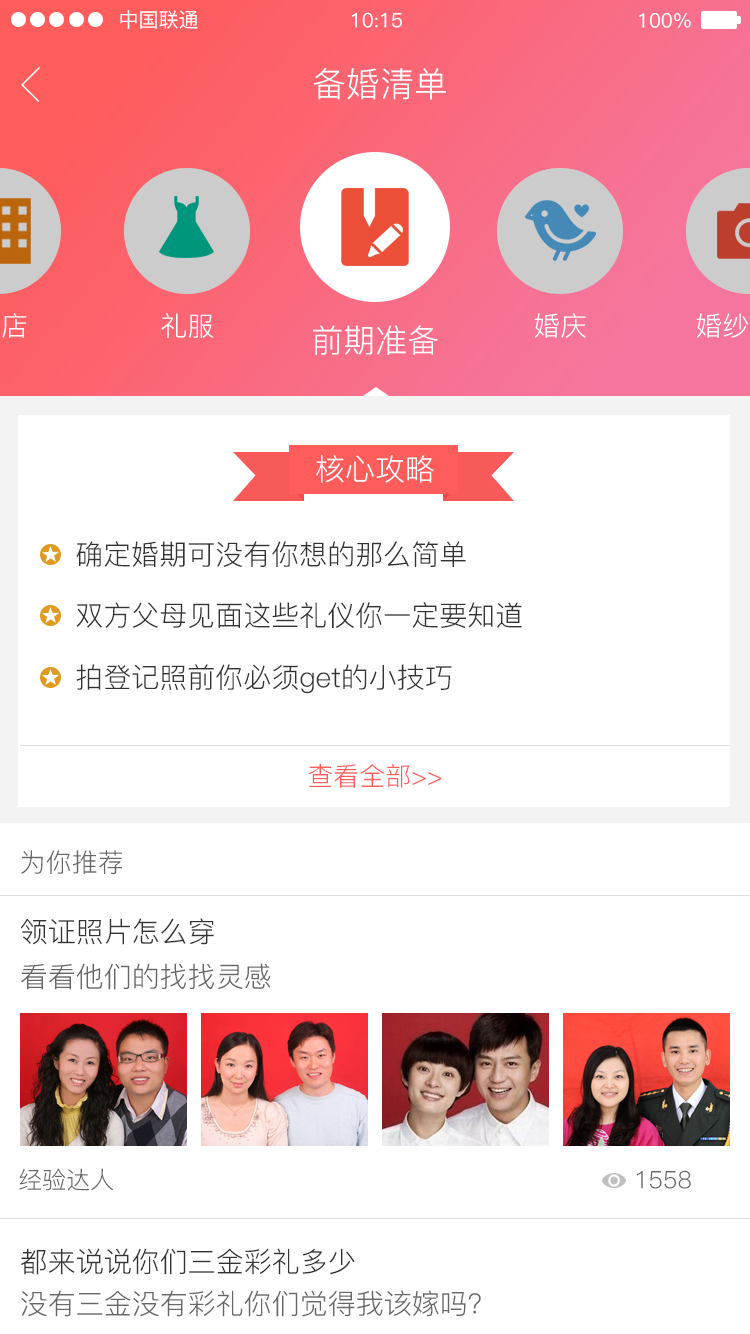 中国联通 10:15 100%
备婚清单
店 礼服 前期准备 婚庆 婚纱
核心攻略
确定婚期可没有你想的那么简单
双方父母见面这些礼仪你一定要知道
拍登记照前你必须get的小技巧
查看全部>>
为你推荐
领证照片怎么穿
看看他们的找找灵感
经验达人 1558
都来说说你们三金彩礼多少
没有三金没有彩礼你们觉得我该嫁吗?